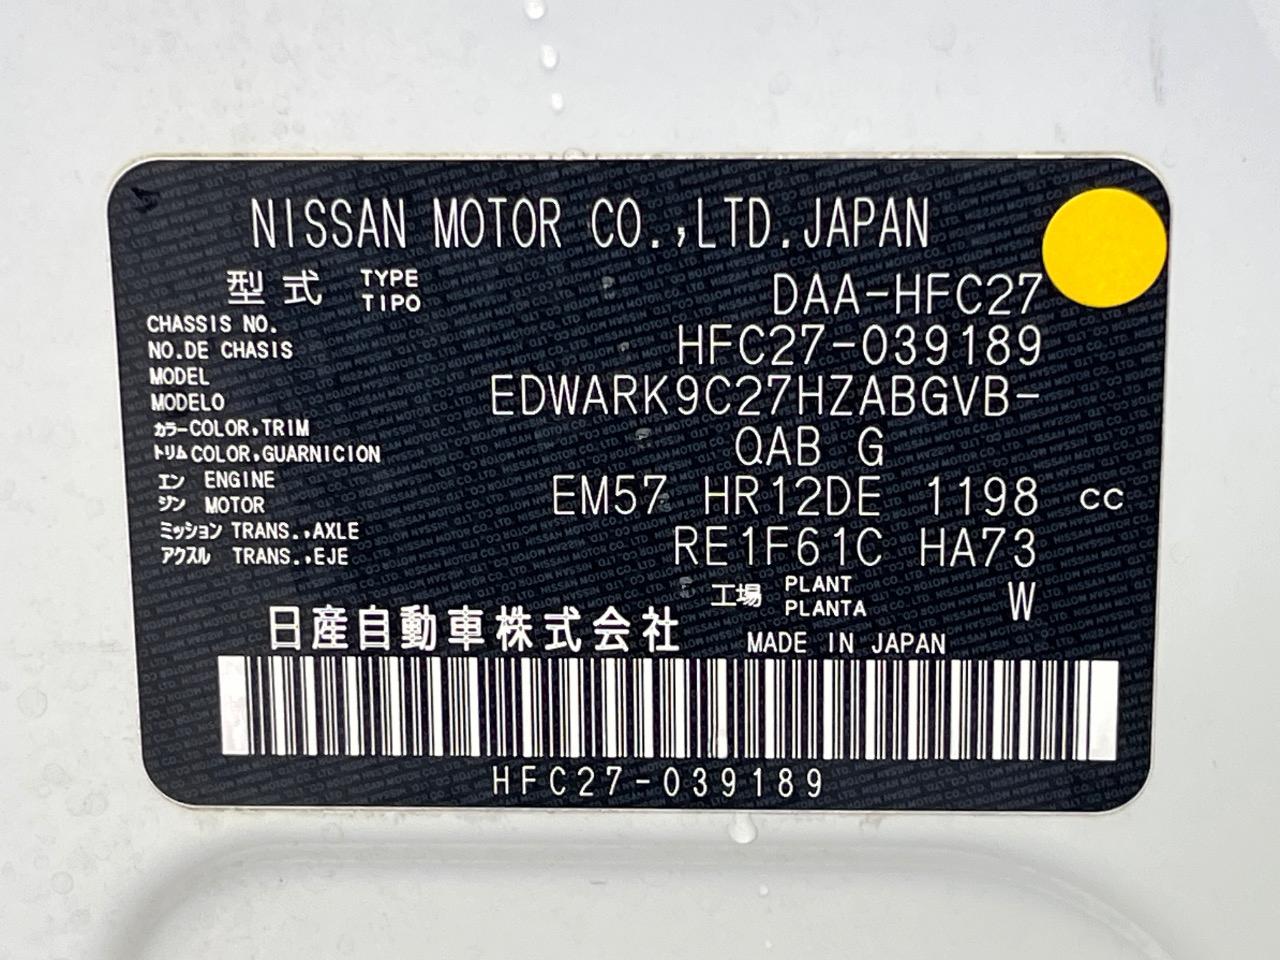 NISSAN MOTOR CO.,LTD.JAPAN
型式 TYPE DAA-HFC27
TIPO
CHASSIS NO. HFC27-039189
NO.DE CHASIS
MODEL EDWARK9C27HZABGVB-
MODELO
カラー COLOR,TRIM QAB G
トリム COLOR,GUARNICION
エン ENGINE EM57 HR12DE 1198 cc
ジン MOTOR
ミッション TRANS.,AXLE RE1F61C HA73
アクスル TRANS.,EJE
工場 PLANT W
PLANTA
日産自動車株式会社 MADE IN JAPAN
HFC27-039189